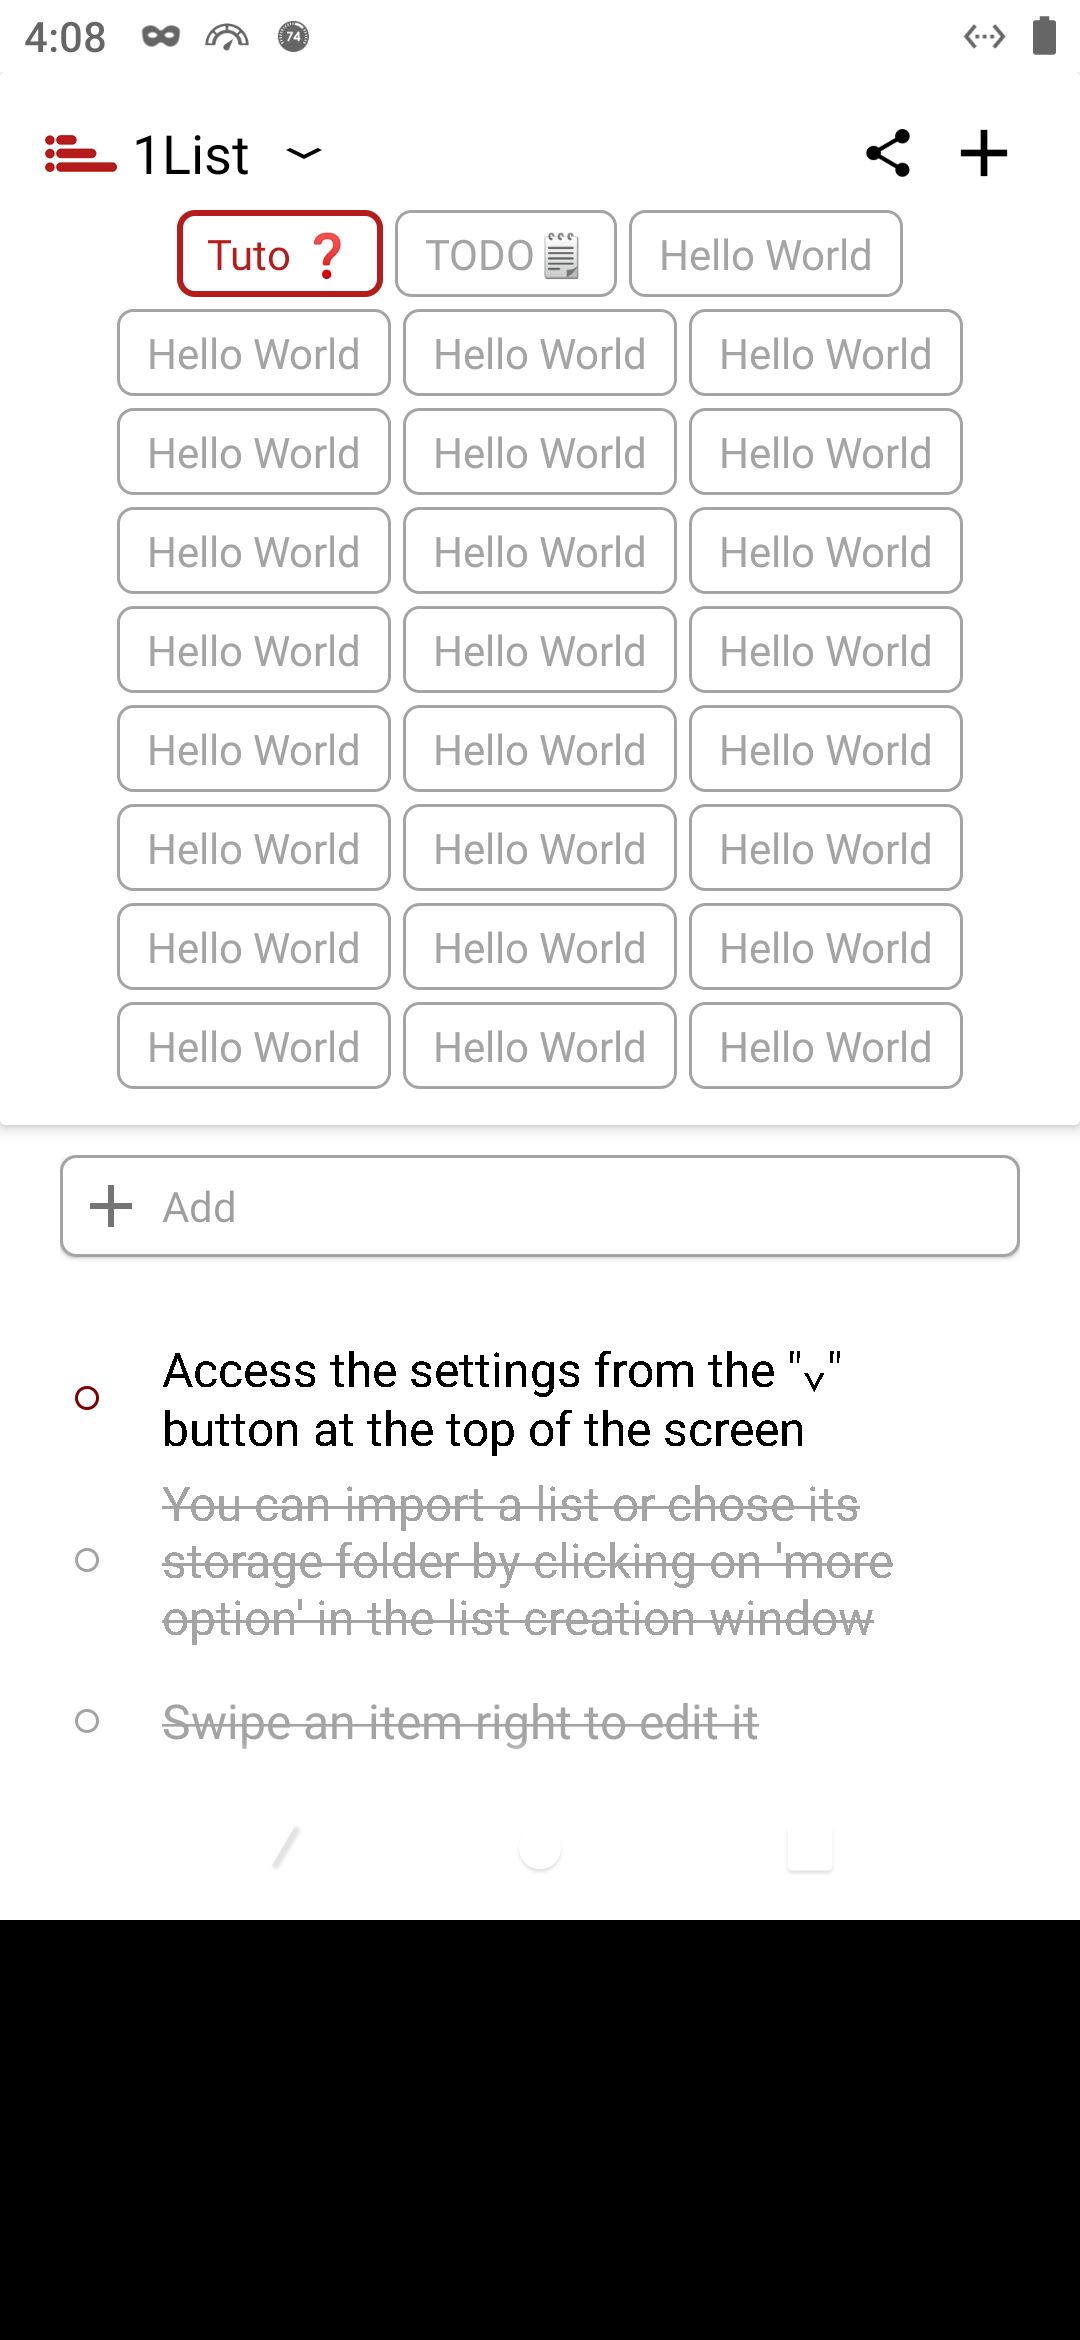 4:08
74
1List
Tuto ❓ TODO🗒 Hello World
Hello World Hello World Hello World
Hello World Hello World Hello World
Hello World Hello World Hello World
Hello World Hello World Hello World
Hello World Hello World Hello World
Hello World Hello World Hello World
Hello World Hello World Hello World
Hello World Hello World Hello World
+ Add
Access the settings from the "v"
button at the top of the screen
You can import a list or chose its
storage folder by clicking on 'more
option' in the list creation window
Swipe an item right to edit it